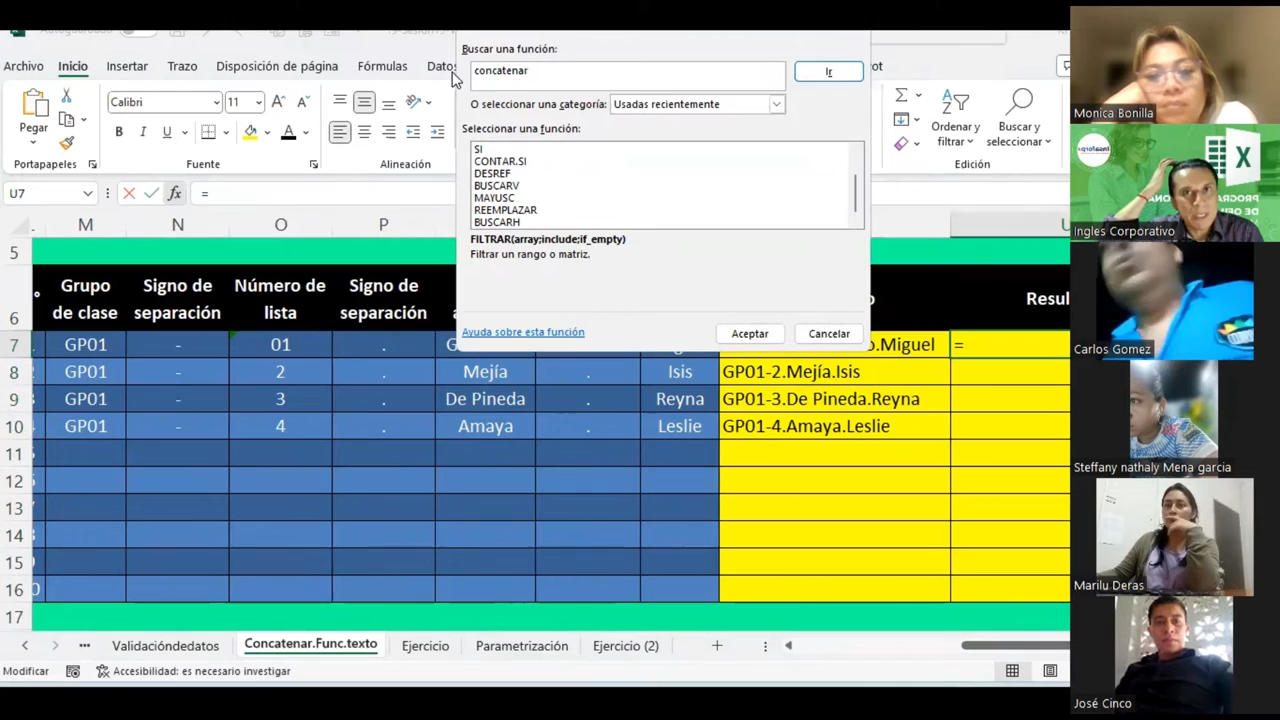 Buscar una función:
concatenar
Ir
O seleccionar una categoría: Usadas recientemente
Seleccionar una función:
SI
CONTAR.SI
DESREF
BUSCARV
MAYUSC
REEMPLAZAR
BUSCARH
FILTRAR(array;include;if_empty)
Filtrar un rango o matriz.
Ayuda sobre esta función
Aceptar
Cancelar
Archivo Inicio Insertar Trazo Disposición de página Fórmulas Datos
Pegar
Calibri 11
N K S
Ordenar y filtrar
Buscar y seleccionar
Portapapeles Fuente Alineación Edición
U7 fx =
M N O P
5
6 Grupo de clase Signo de separación Número de lista Signo de separación
7 GP01 - 01 . o.Miguel =
8 GP01 - 2 . Mejía . Isis GP01-2.Mejía.Isis
9 GP01 - 3 . De Pineda . Reyna GP01-3.De Pineda.Reyna
10 GP01 - 4 . Amaya . Leslie GP01-4.Amaya.Leslie
11
12
13
14
15
16
17
Validacióndedatos Concatenar.Func.texto Ejercicio Parametrización Ejercicio (2)
Modificar Accesibilidad: es necesario investigar
Monica Bonilla
Insaforp
X
Ingles Corporativo
Carlos Gomez
Steffany nathaly Mena garcia
Marilu Deras
José Cinco